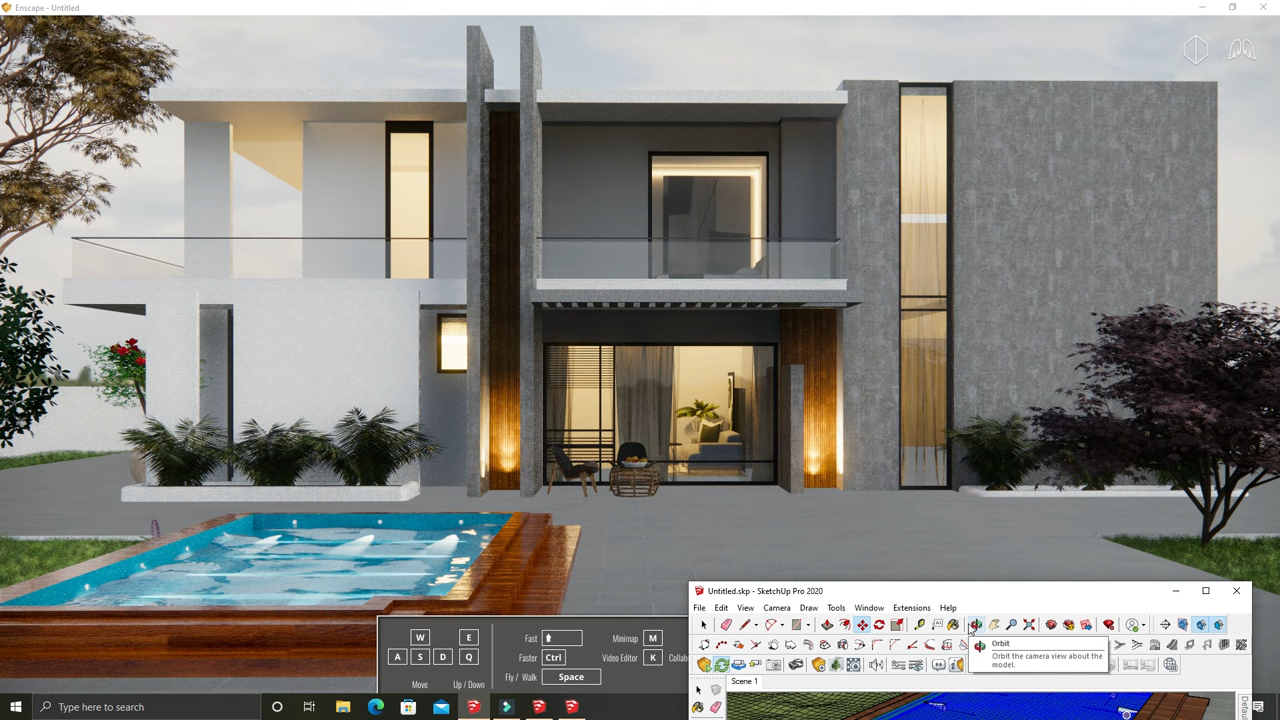 Enscape - Untitled
Untitled.skp - SketchUp Pro 2020
File Edit View Camera Draw Tools Window Extensions Help
Orbit
Orbit the camera view about the
model.
Scene 1
W E
A S D Q
Move Up / Down
Fast
Faster Ctrl
Fly / Walk Space
Minimap M
Video Editor K Collab
Type here to search
Defau